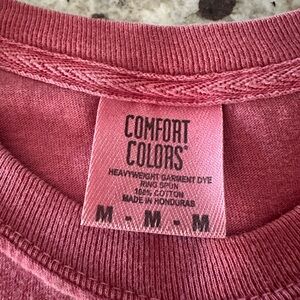 COMFORT
COLORS®
HEAVYWEIGHT GARMENT DYE
RING SPUN
100% COTTON
MADE IN HONDURAS
M - M - M